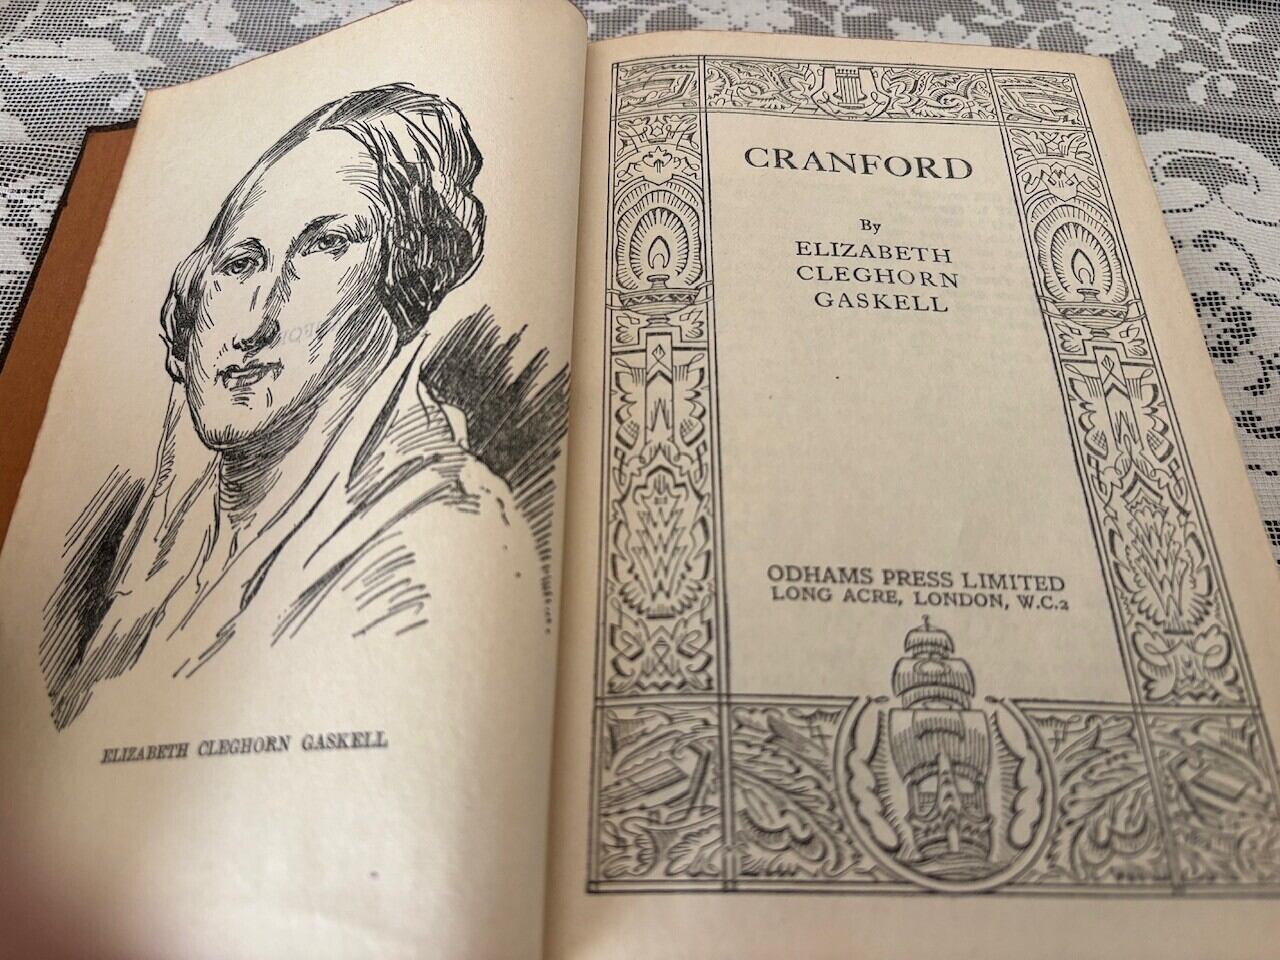 ELIZABETH CLEGHORN GASKELL
CRANFORD
By
ELIZABETH
CLEGHORN
GASKELL
ODHAMS PRESS LIMITED
LONG ACRE, LONDON, W.C.2